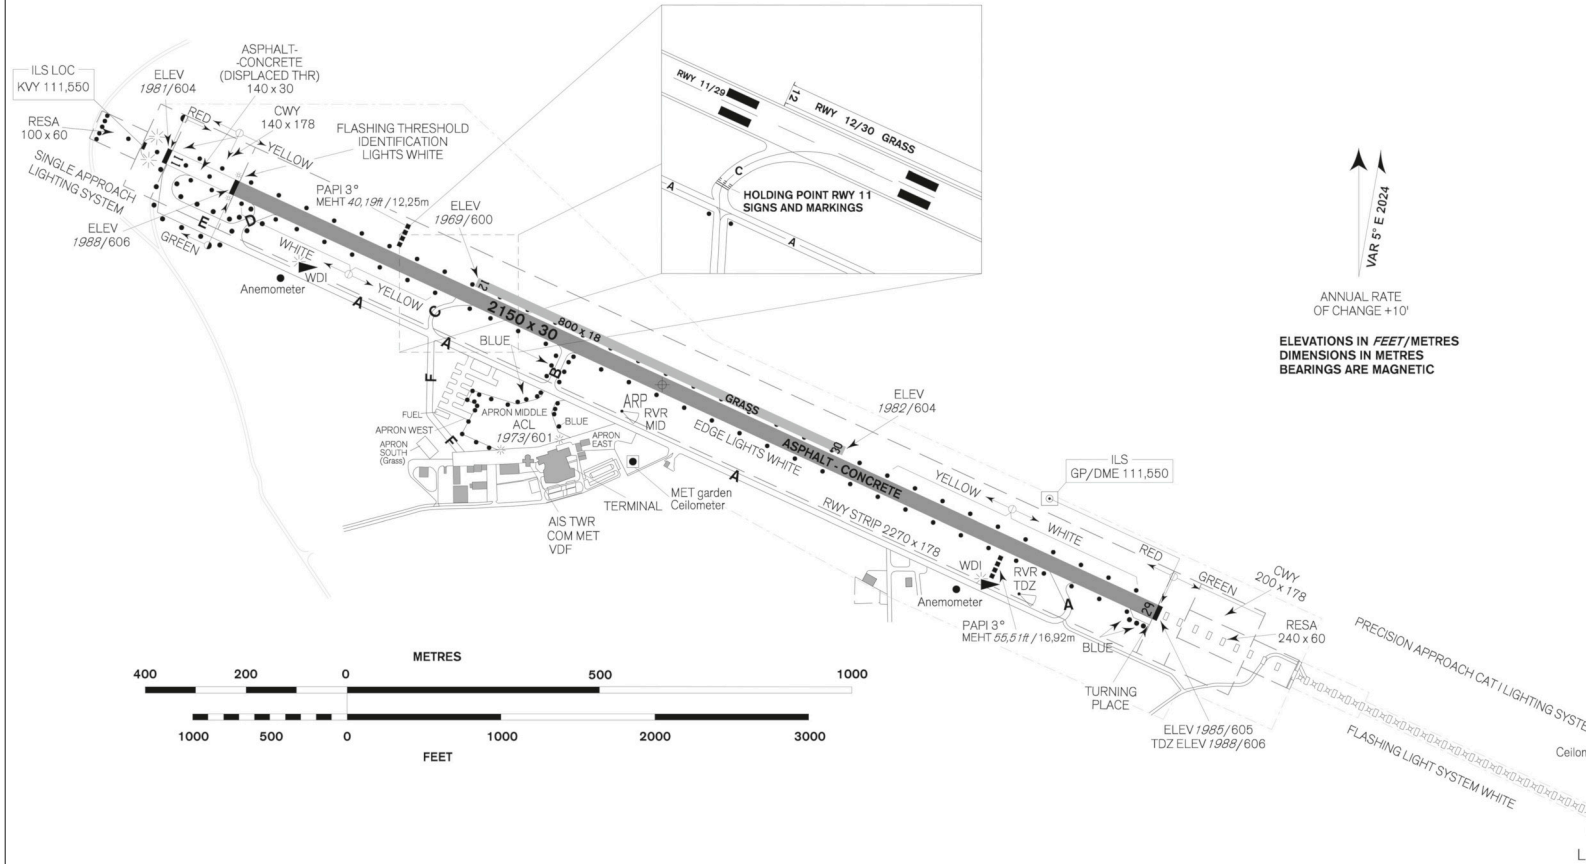 ILS LOC
KVY 111,550
RESA
100 x 60
SINGLE APPROACH
LIGHTING SYSTEM
ELEV
1981/604
ASPHALT-
-CONCRETE
(DISPLACED THR)
140 x 30
CWY
140 x 178
RED
YELLOW
FLASHING THRESHOLD
IDENTIFICATION
LIGHTS WHITE
11
PAPI 3°
MEHT 40,19ft / 12,25m
ELEV
1969/600
ELEV
1988/606
E
D
GREEN
WHITE
WDI
Anemometer
YELLOW
A
C
A
F
12
2150 x 30
800 x 18
BLUE
B
FUEL
APRON WEST
APRON
SOUTH
(Grass)
F
APRON MIDDLE
ACL
1973/601
BLUE
APRON
EAST
ARP
RVR
MID
TERMINAL
MET garden
Ceilometer
AIS TWR
COM MET
VDF
RWY 11/29
12
RWY 12/30 GRASS
C
A
HOLDING POINT RWY 11
SIGNS AND MARKINGS
A
GRASS
30
ELEV
1982/604
EDGE LIGHTS WHITE
ASPHALT - CONCRETE
A
RWY STRIP 2270 x 178
YELLOW
WHITE
ILS
GP/DME 111,550
RED
GREEN
CWY
200 x 178
WDI
RVR
TDZ
Anemometer
PAPI 3°
MEHT 55,51ft / 16,92m
A
BLUE
29
RESA
240 x 60
TURNING
PLACE
ELEV 1985/605
TDZ ELEV 1988/606
PRECISION APPROACH CAT I LIGHTING SYSTE
FLASHING LIGHT SYSTEM WHITE
Ceilon
VAR 5° E 2024
ANNUAL RATE
OF CHANGE +10'
ELEVATIONS IN FEET/METRES
DIMENSIONS IN METRES
BEARINGS ARE MAGNETIC
METRES
400 200 0 500 1000
1000 500 0 1000 2000 3000
FEET
L